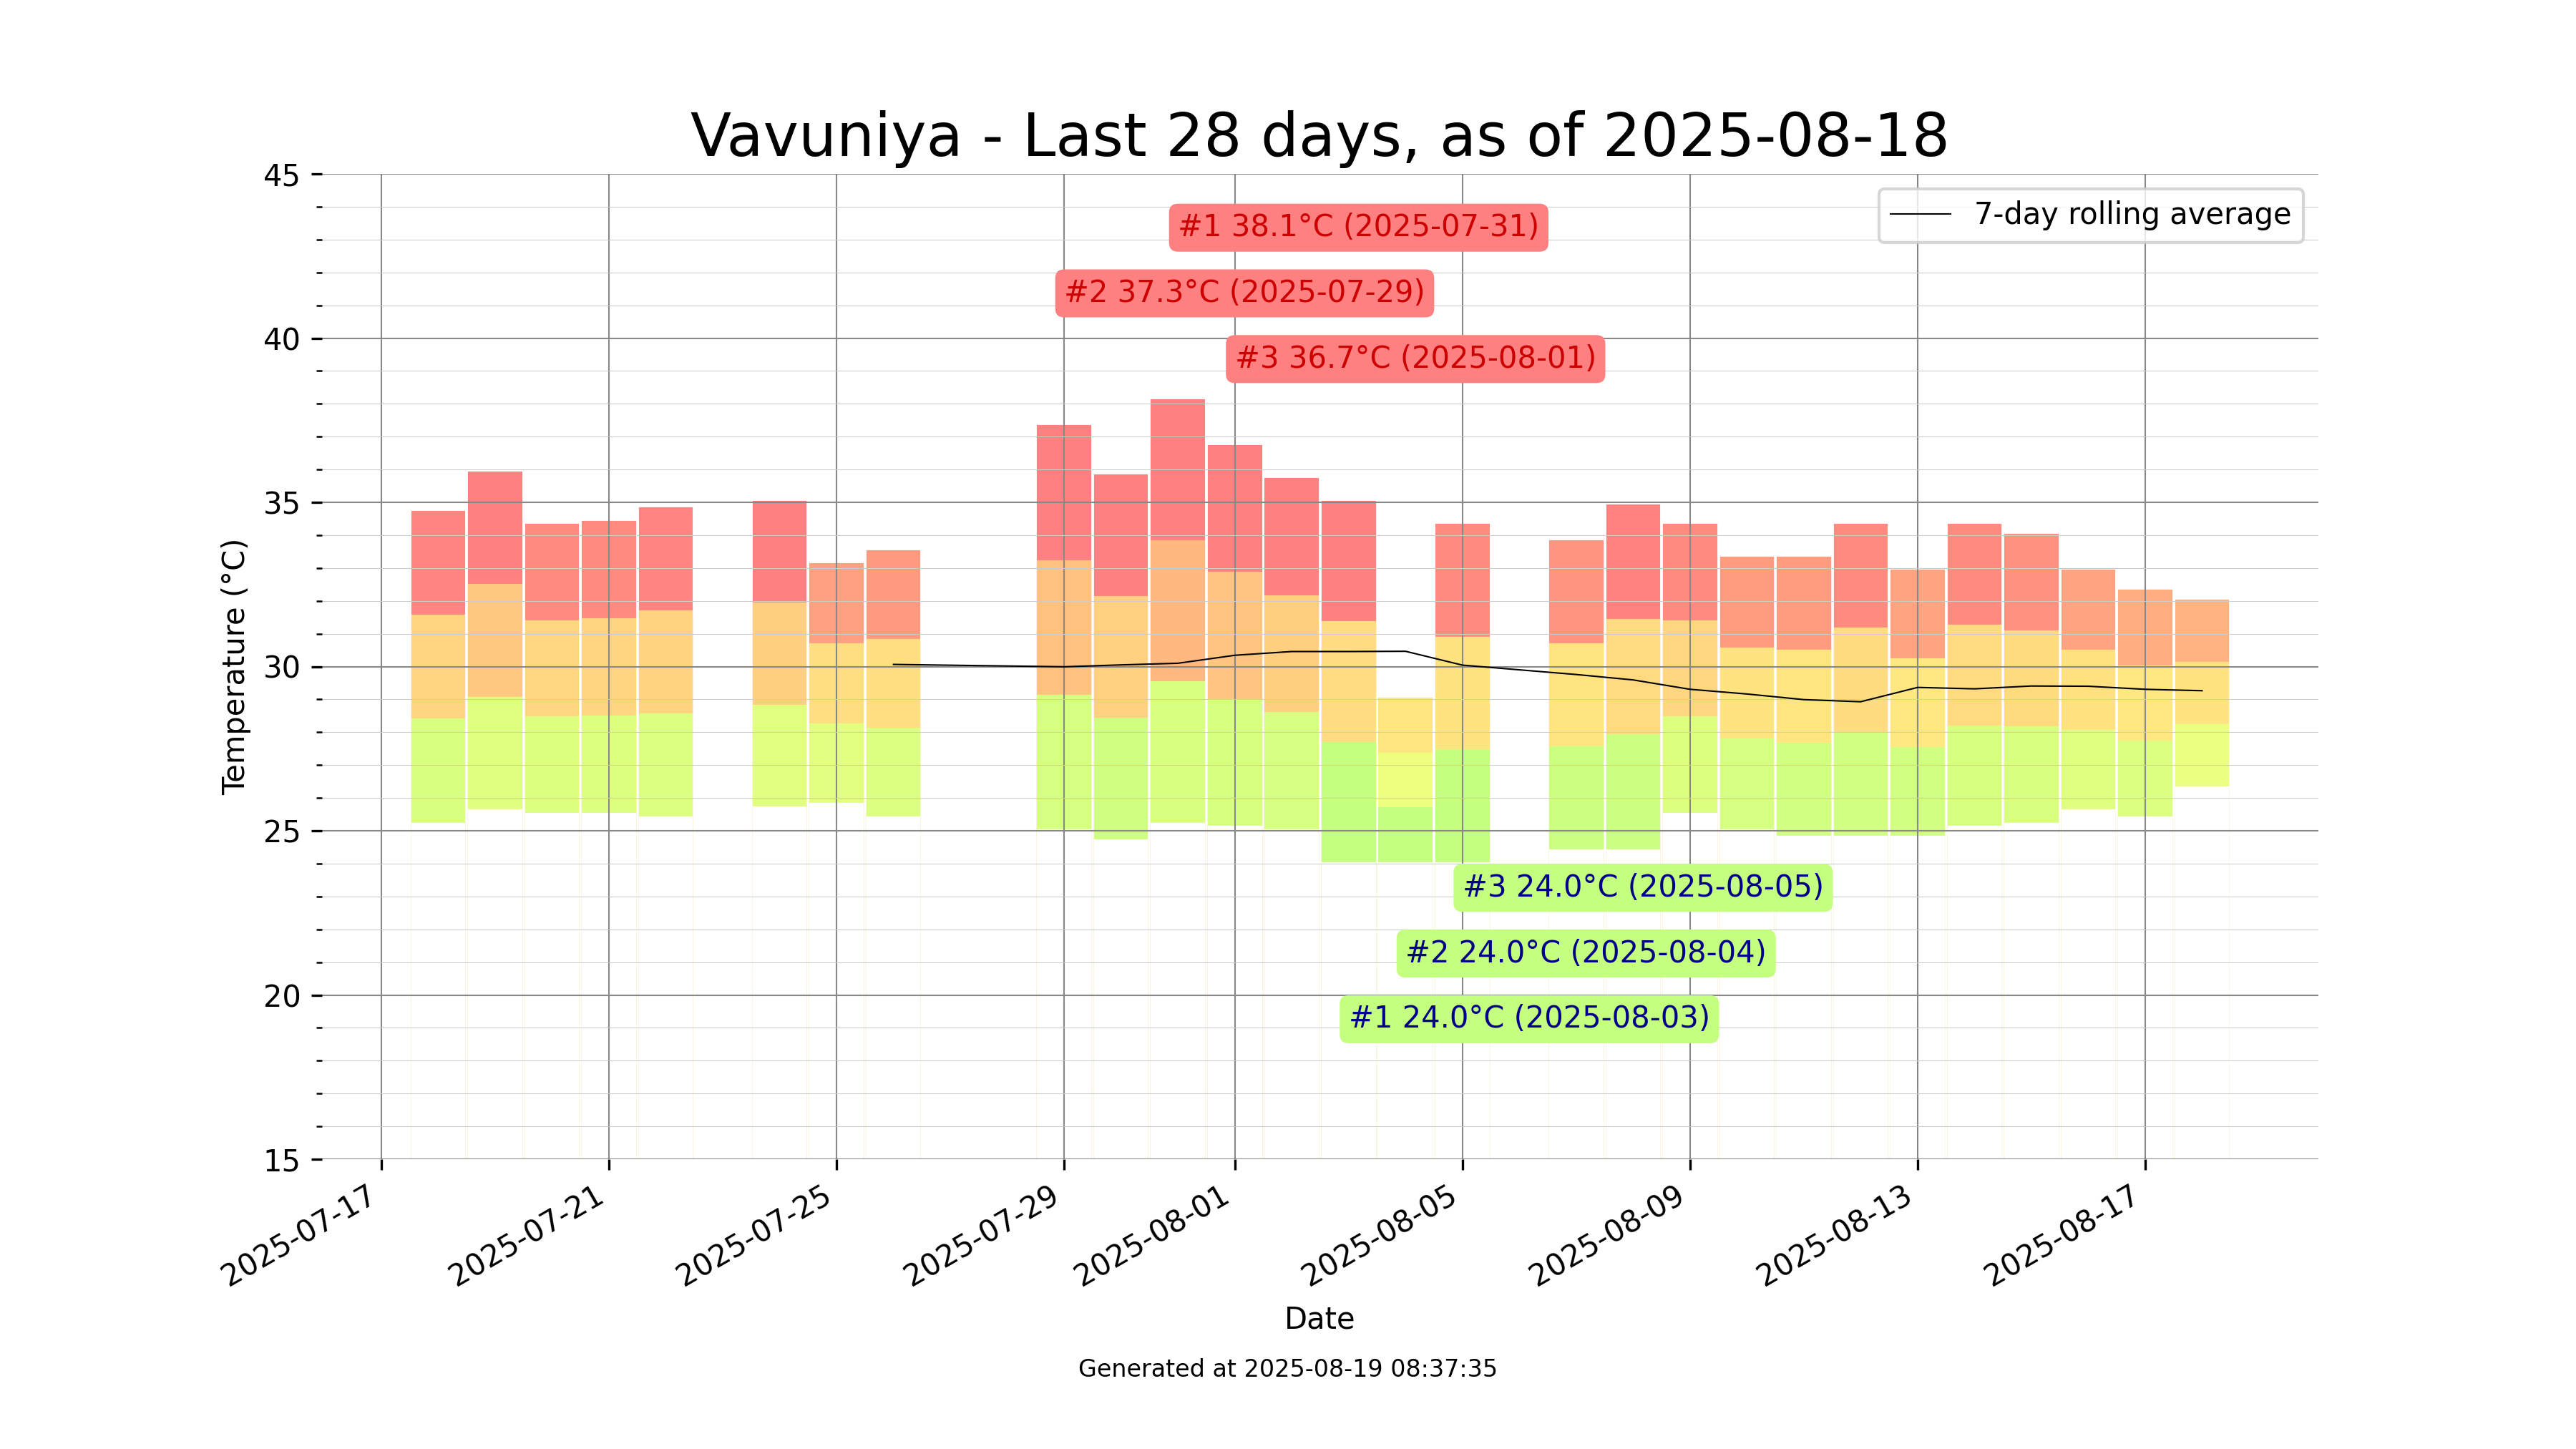 Vavuniya - Last 28 days, as of 2025-08-18
7-day rolling average
#1 38.1°C (2025-07-31)
#2 37.3°C (2025-07-29)
#3 36.7°C (2025-08-01)
#3 24.0°C (2025-08-05)
#2 24.0°C (2025-08-04)
#1 24.0°C (2025-08-03)
Temperature (°C)
45
40
35
30
25
20
15
2025-07-17
2025-07-21
2025-07-25
2025-07-29
2025-08-01
2025-08-05
2025-08-09
2025-08-13
2025-08-17
Date
Generated at 2025-08-19 08:37:35